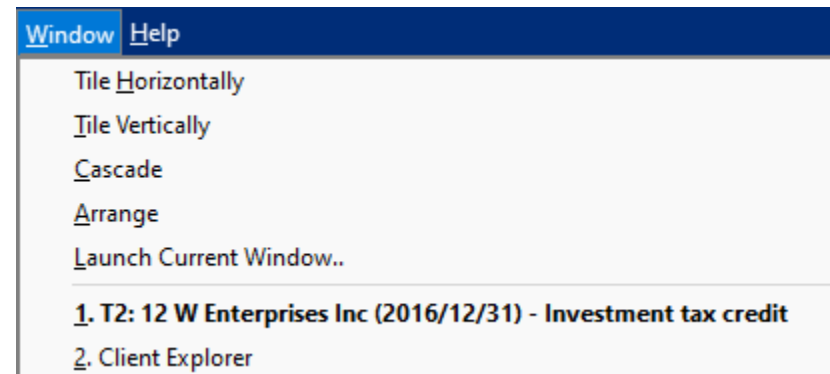 Window Help
Tile Horizontally
Tile Vertically
Cascade
Arrange
Launch Current Window..
1. T2: 12 W Enterprises Inc (2016/12/31) - Investment tax credit
2. Client Explorer